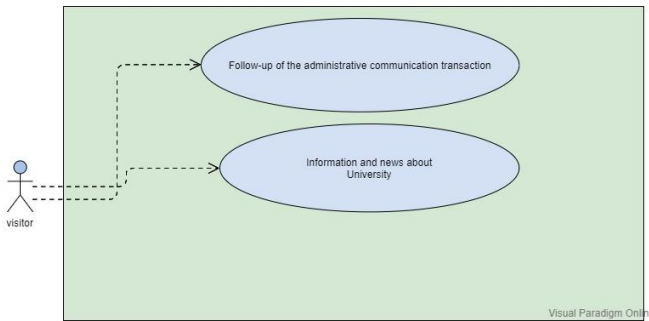 Follow-up of the administrative communication transaction
Information and news about
University
visitor
Visual Paradigm Onlin